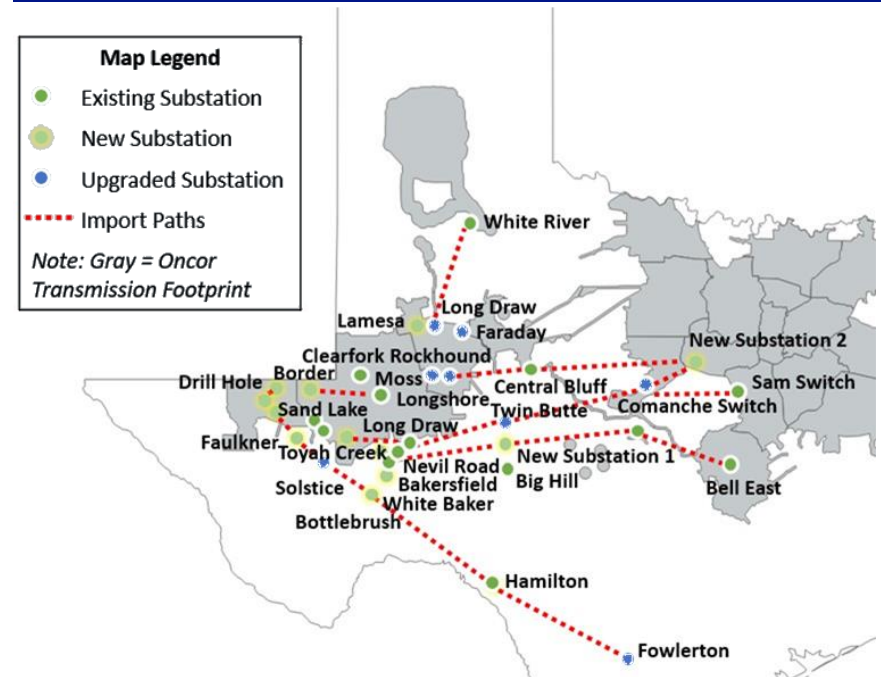 Map Legend
Existing Substation
New Substation
Upgraded Substation
Import Paths
Note: Gray = Oncor
Transmission Footprint
White River
Long Draw
Lamesa
Faraday
New Substation 2
Clearfork Rockhound
Drill Hole
Border
Moss
Central Bluff
Sam Switch
Longshore
Sand Lake
Twin Butte
Comanche Switch
Long Draw
Faulkner
Toyah Creek
New Substation 1
Nevil Road
Solstice
Bakersfield
Big Hill
Bell East
White Baker
Bottlebrush
Hamilton
Fowlerton